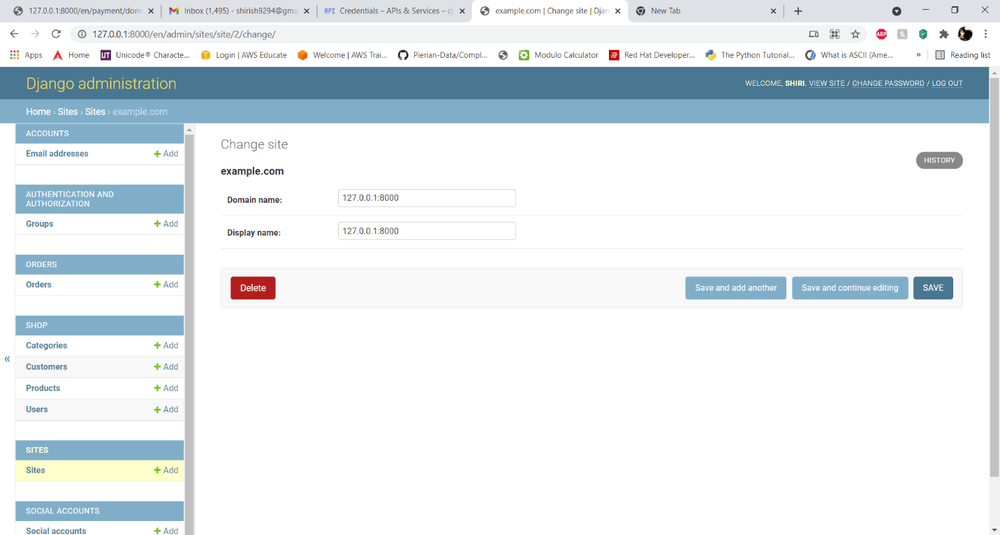 127.0.0.1:8000/en/payment/done
Inbox (1,495) - shirish9294@gma
API Credentials – APIs & Services – d
example.com | Change site | Djan
New Tab
127.0.0.1:8000/en/admin/sites/site/2/change/
ABP
Apps
Home
UT Unicode® Characte...
Login | AWS Educate
Welcome | AWS Trai...
Pierian-Data/Compl...
Modulo Calculator
Red Hat Developer...
The Python Tutorial...
What is ASCII (Ame...
»
Reading list
Django administration
WELCOME, SHIRI. VIEW SITE / CHANGE PASSWORD / LOG OUT
Home › Sites › Sites › example.com
ACCOUNTS
Email addresses + Add
AUTHENTICATION AND
AUTHORIZATION
Groups + Add
ORDERS
Orders + Add
SHOP
Categories + Add
Customers + Add
Products + Add
Users + Add
SITES
Sites + Add
SOCIAL ACCOUNTS
Social accounts + Add
«
Change site
HISTORY
example.com
Domain name: 127.0.0.1:8000
Display name: 127.0.0.1:8000
Delete
Save and add another
Save and continue editing
SAVE